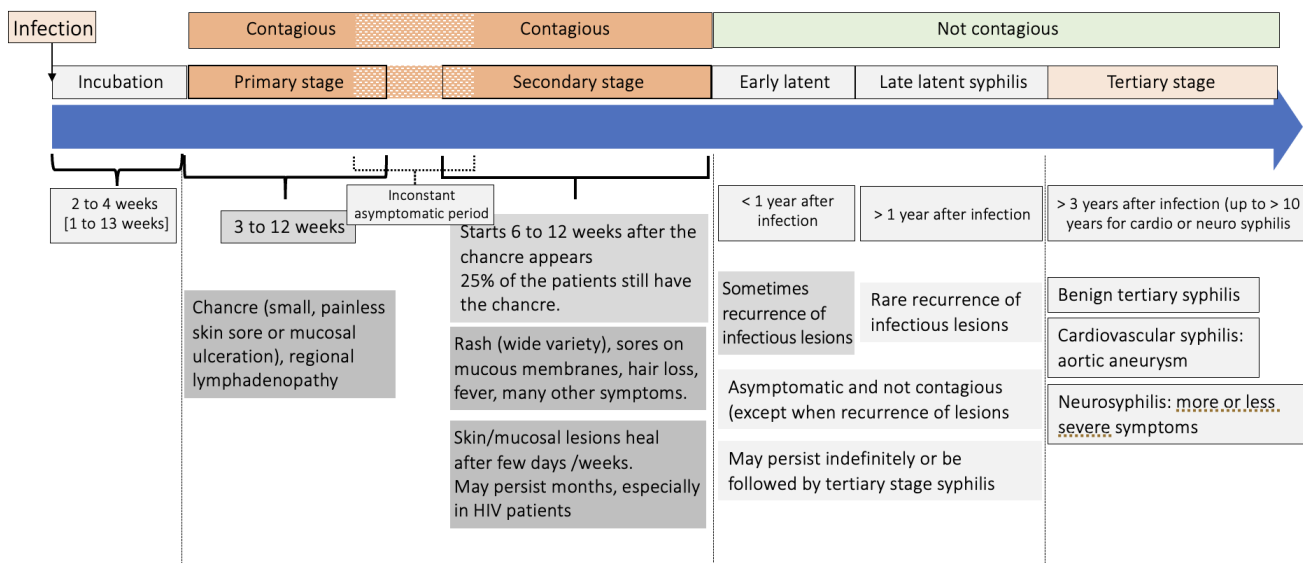 Infection
Contagious
Contagious
Not contagious
Incubation
Primary stage
Secondary stage
Early latent
Late latent syphilis
Tertiary stage
2 to 4 weeks
[1 to 13 weeks]
3 to 12 weeks
Inconstant
asymptomatic period
Starts 6 to 12 weeks after the
chancre appears
25% of the patients still have
the chancre.
< 1 year after
infection
> 1 year after infection
> 3 years after infection (up to > 10
years for cardio or neuro syphilis
Chancre (small, painless
skin sore or mucosal
ulceration), regional
lymphadenopathy
Rash (wide variety), sores on
mucous membranes, hair loss,
fever, many other symptoms.
Skin/mucosal lesions heal
after few days /weeks.
May persist months, especially
in HIV patients
Sometimes
recurrence of
infectious lesions
Rare recurrence of
infectious lesions
Asymptomatic and not contagious
(except when recurrence of lesions
May persist indefinitely or be
followed by tertiary stage syphilis
Benign tertiary syphilis
Cardiovascular syphilis:
aortic aneurysm
Neurosyphilis: more or less
severe symptoms